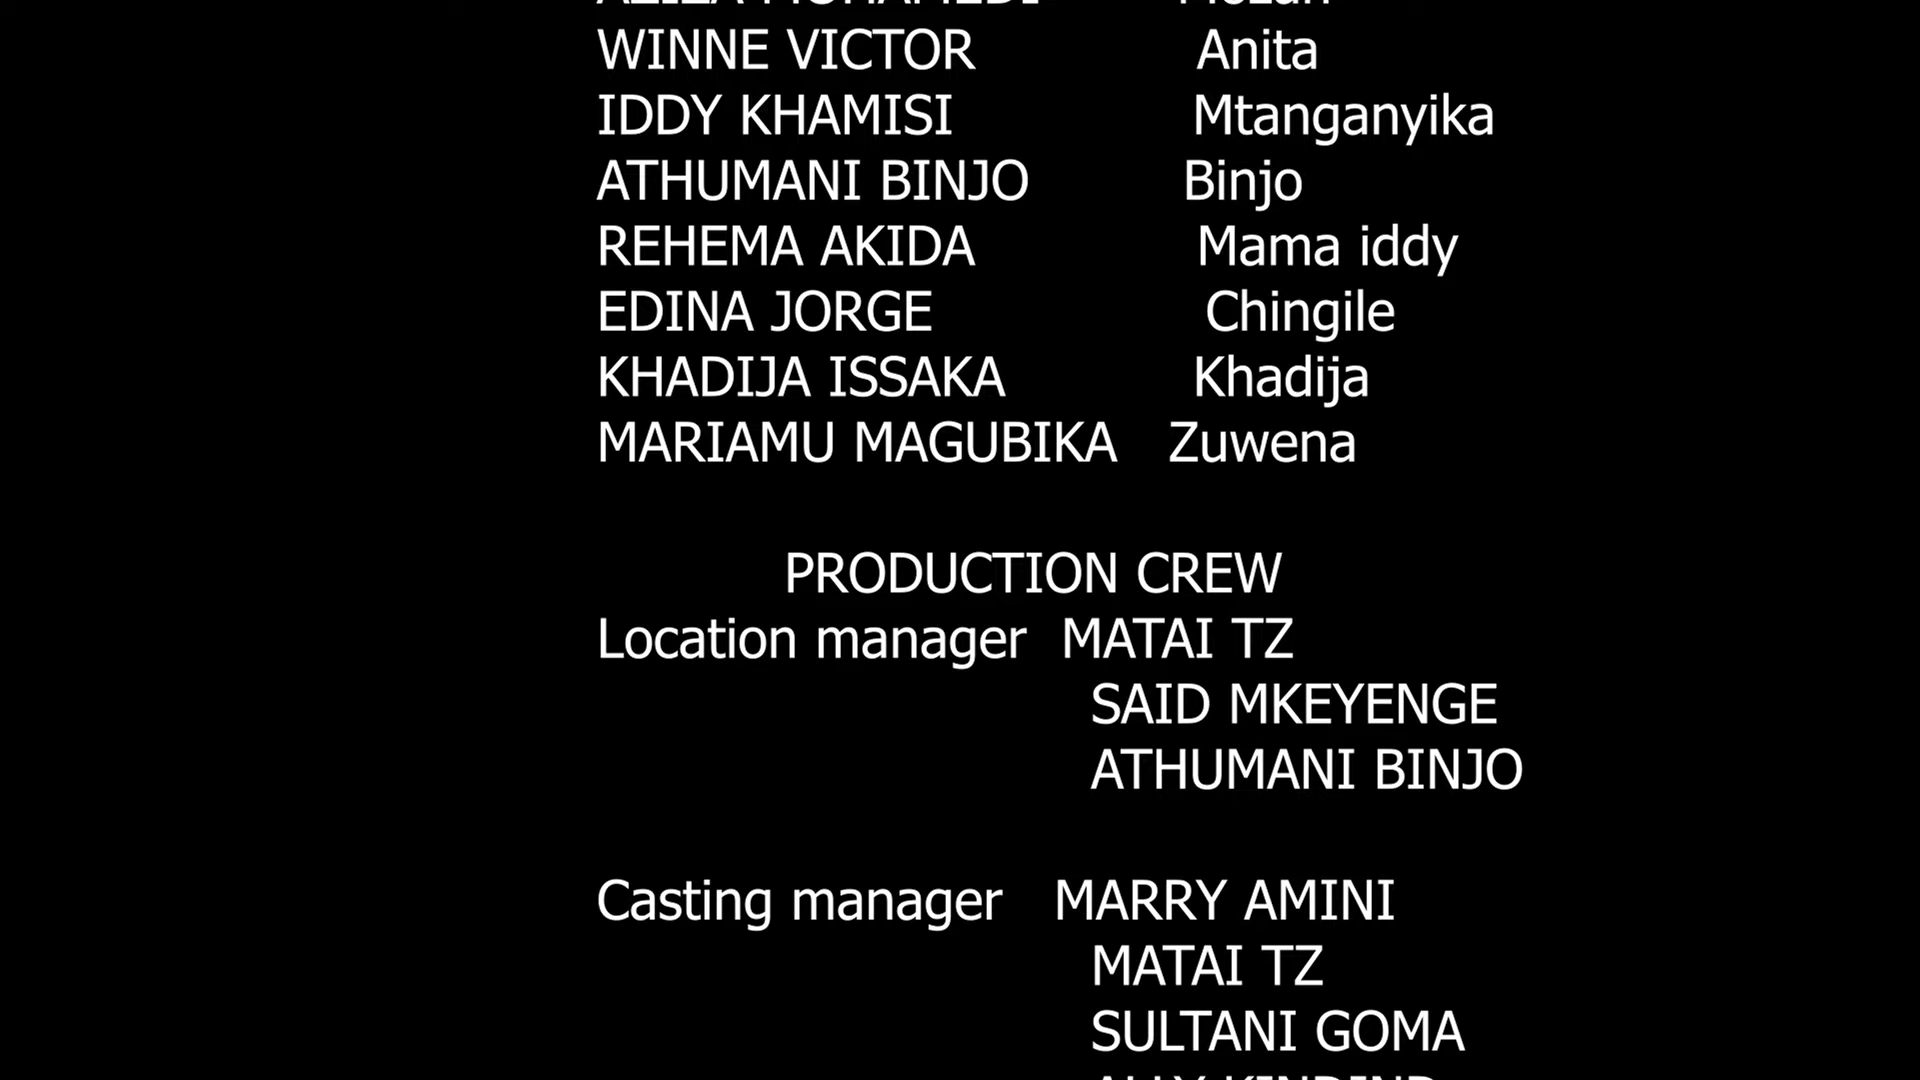 WINNE VICTOR Anita
IDDY KHAMISI Mtanganyika
ATHUMANI BINJO Binjo
REHEMA AKIDA Mama iddy
EDINA JORGE Chingile
KHADIJA ISSAKA Khadija
MARIAMU MAGUBIKA Zuwena
PRODUCTION CREW
Location manager MATAI TZ
SAID MKEYENGE
ATHUMANI BINJO
Casting manager MARRY AMINI
MATAI TZ
SULTANI GOMA